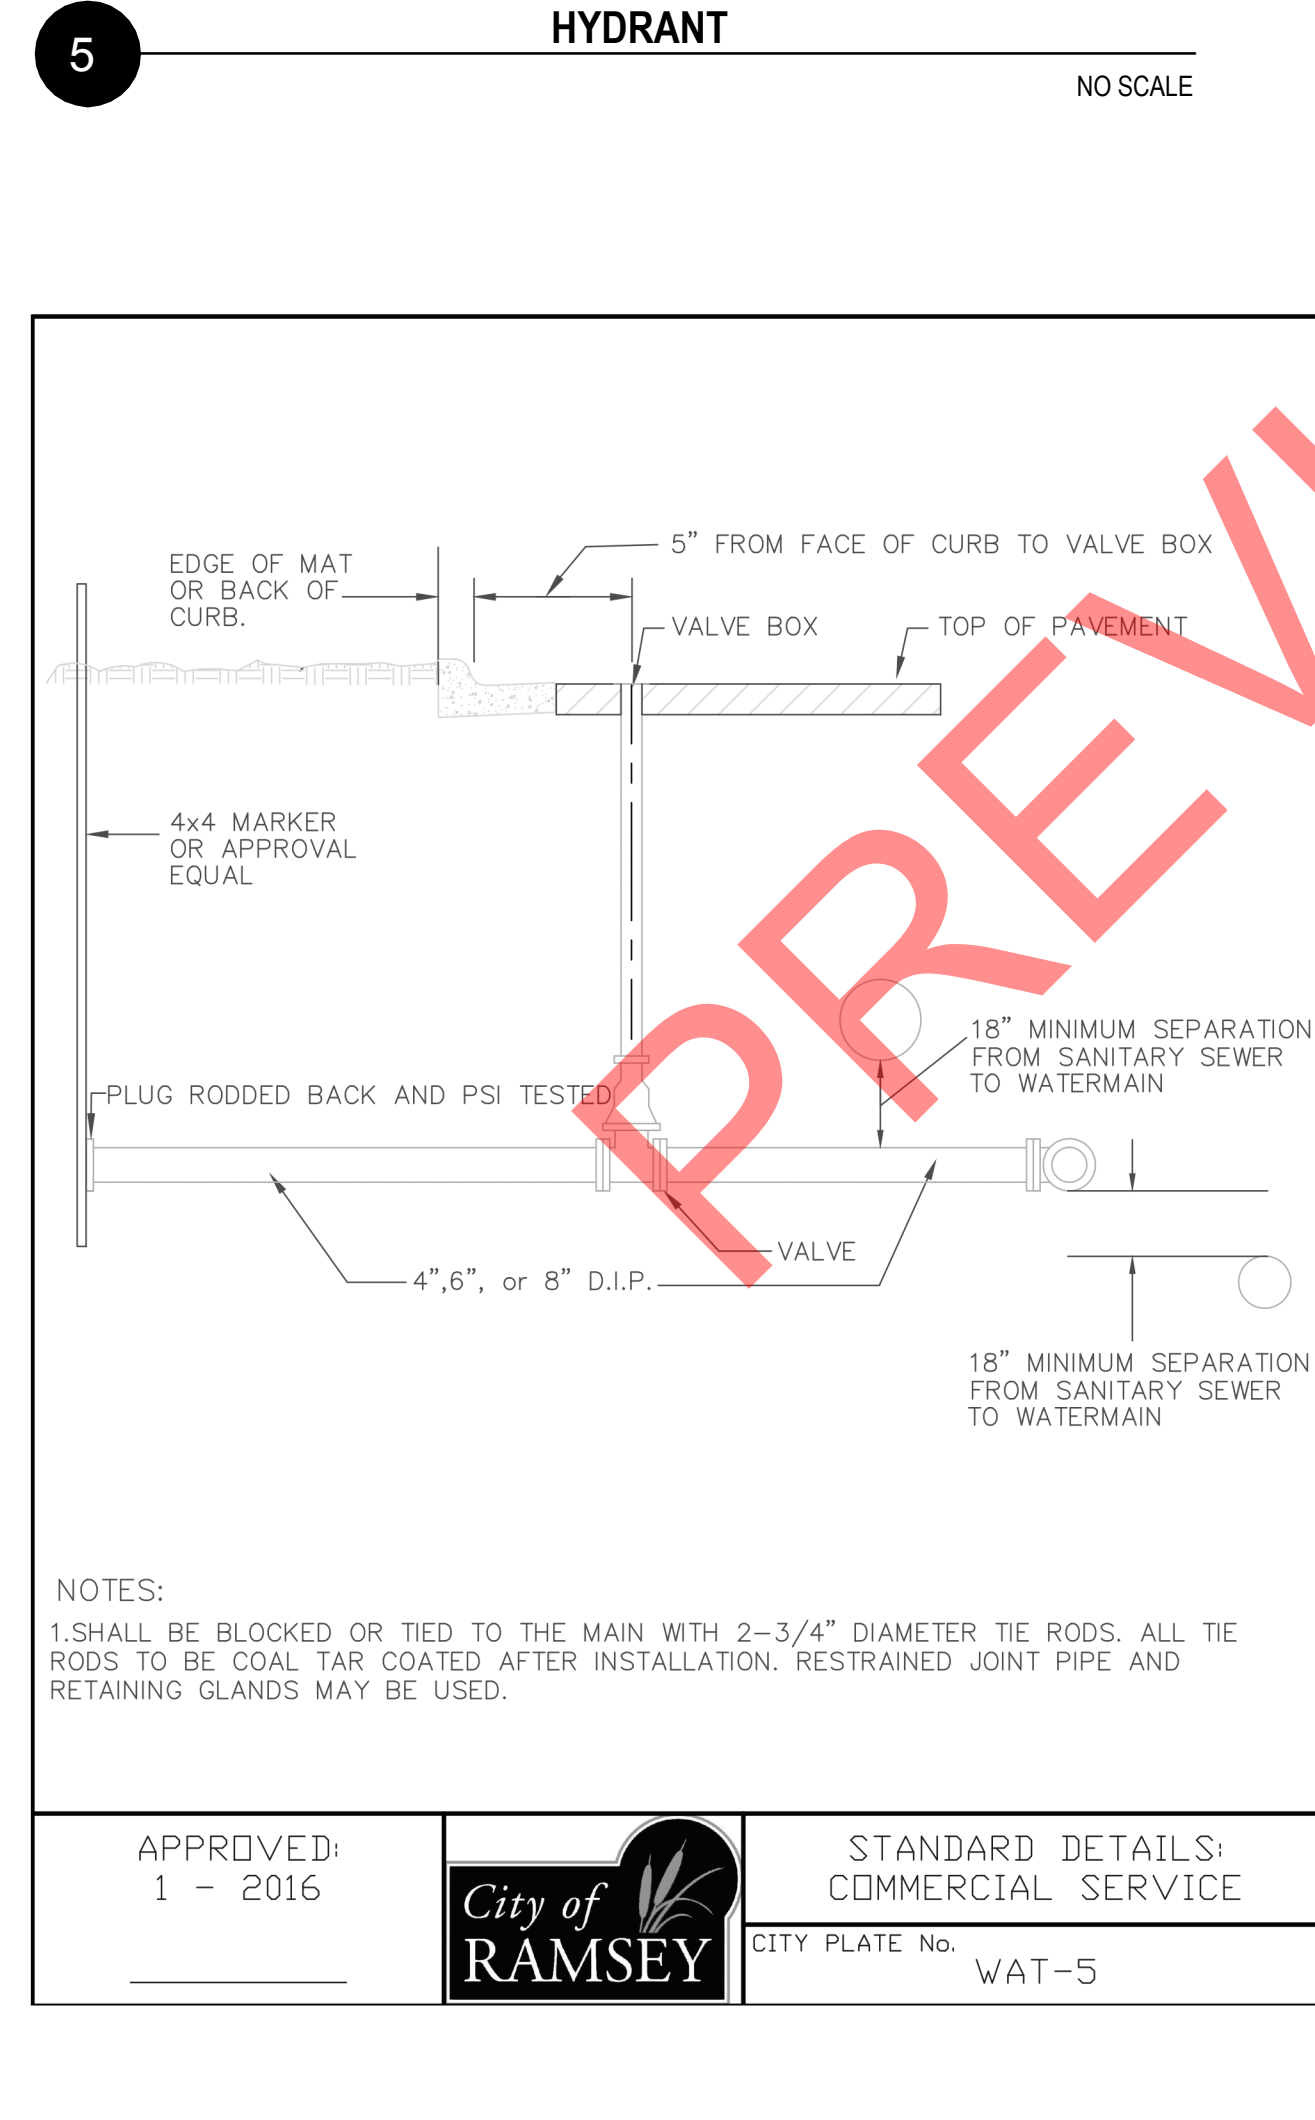 5
HYDRANT
NO SCALE
EDGE OF MAT
OR BACK OF
CURB.
5" FROM FACE OF CURB TO VALVE BOX
VALVE BOX
TOP OF PAVEMENT
4x4 MARKER
OR APPROVAL
EQUAL
18" MINIMUM SEPARATION
FROM SANITARY SEWER
TO WATERMAIN
PLUG RODDED BACK AND PSI TESTED
VALVE
4",6", or 8" D.I.P.
18" MINIMUM SEPARATION
FROM SANITARY SEWER
TO WATERMAIN
PREV
NOTES:
1.SHALL BE BLOCKED OR TIED TO THE MAIN WITH 2-3/4" DIAMETER TIE RODS. ALL TIE
RODS TO BE COAL TAR COATED AFTER INSTALLATION. RESTRAINED JOINT PIPE AND
RETAINING GLANDS MAY BE USED.
APPROVED:
1 - 2016
City of
RAMSEY
STANDARD DETAILS:
COMMERCIAL SERVICE
CITY PLATE No.
WAT-5